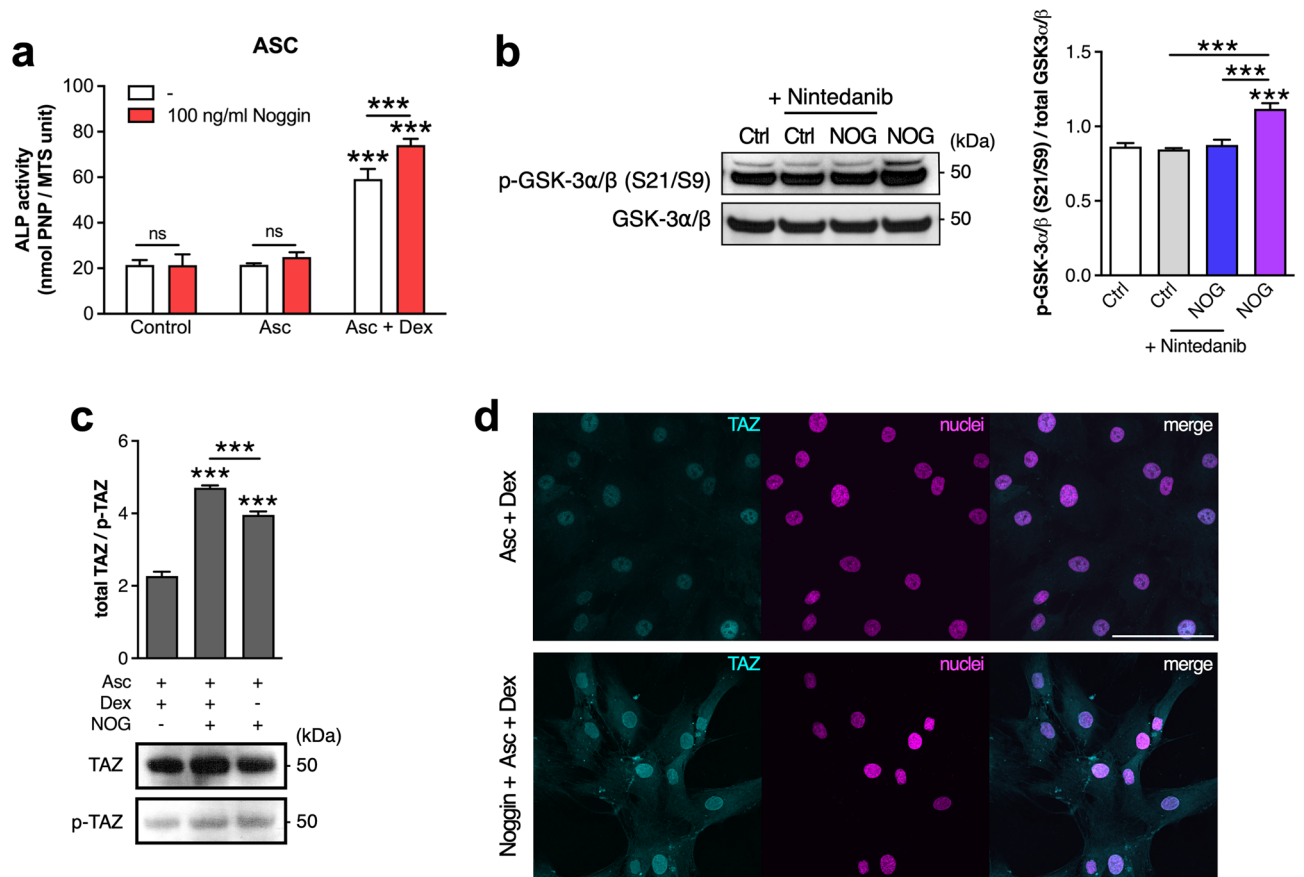 a
ASC
ALP activity
(nmol PNP / MTS unit)
100
80
60
40
20
0
-
100 ng/ml Noggin
ns
ns
***
***
***
Control
Asc
Asc + Dex
b
+ Nintedanib
Ctrl
Ctrl
NOG
NOG
(kDa)
p-GSK-3α/β (S21/S9)
50
GSK-3α/β
50
p-GSK-3α/β (S21/S9) / total GSK3α/β
1.5
1.0
0.5
0.0
***
***
***
Ctrl
Ctrl
NOG
NOG
+ Nintedanib
c
total TAZ / p-TAZ
6
4
2
0
***
***
***
Asc + + +
Dex + + -
NOG - + +
(kDa)
TAZ
50
p-TAZ
50
d
Asc + Dex
TAZ
nuclei
merge
Noggin + Asc + Dex
TAZ
nuclei
merge